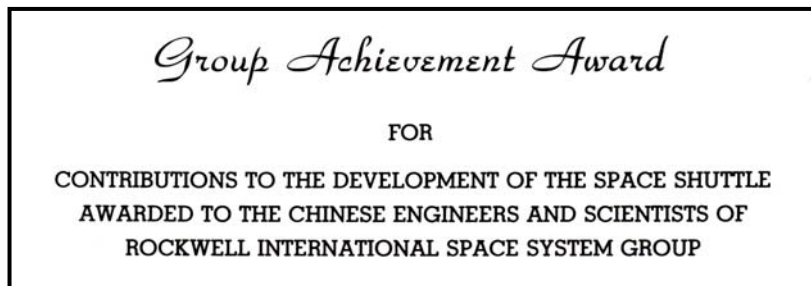 Group Achievement Award
FOR
CONTRIBUTIONS TO THE DEVELOPMENT OF THE SPACE SHUTTLE
AWARDED TO THE CHINESE ENGINEERS AND SCIENTISTS OF
ROCKWELL INTERNATIONAL SPACE SYSTEM GROUP